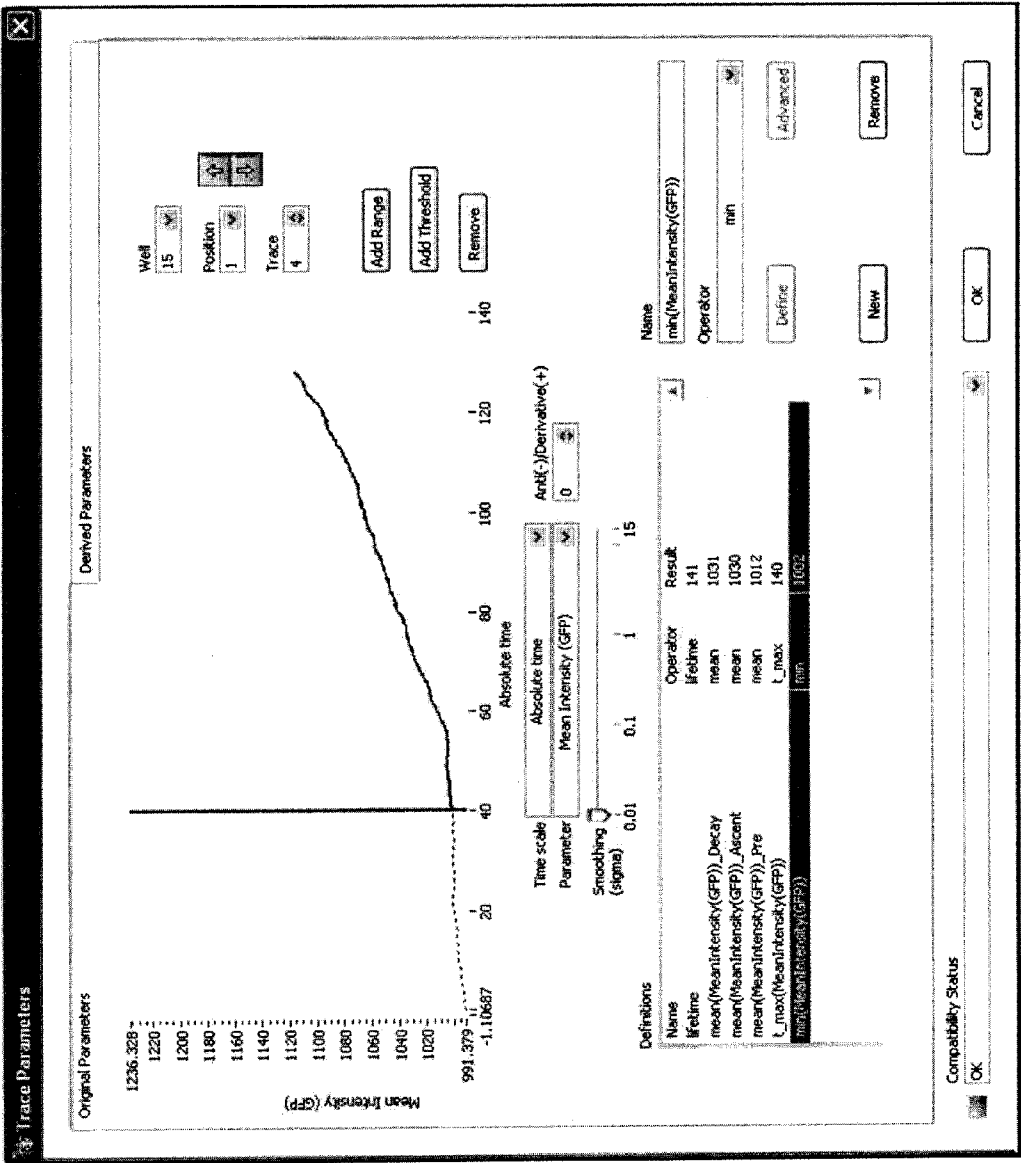 Trace Parameters
Original Parameters
Derived Parameters
Mean Intensity (GFP)
1236.328
1220
1200
1180
1160
1140
1120
1100
1080
1060
1040
1020
991.379
-1.10687
20
40
60
80
100
120
140
Absolute time
Well
15
Position
1
Trace
4
Add Range
Add Threshold
Remove
Time scale
Absolute time
Parameter
Mean Intensity (GFP)
Anti(-)/Derivative(+)
0
Smoothing
(sigma)
0.01
0.1
1
15
Definitions
Name Operator Result
lifetime lifetime 141
mean(MeanIntensity(GFP))_Decay mean 1031
mean(MeanIntensity(GFP))_Ascent mean 1030
mean(MeanIntensity(GFP))_Pre mean 1012
t_max(MeanIntensity(GFP)) t_max 140
min(MeanIntensity(GFP)) min 1002
Name
min(MeanIntensity(GFP))
Operator
min
Define
Advanced
New
Remove
Compatibility Status
OK
OK
Cancel